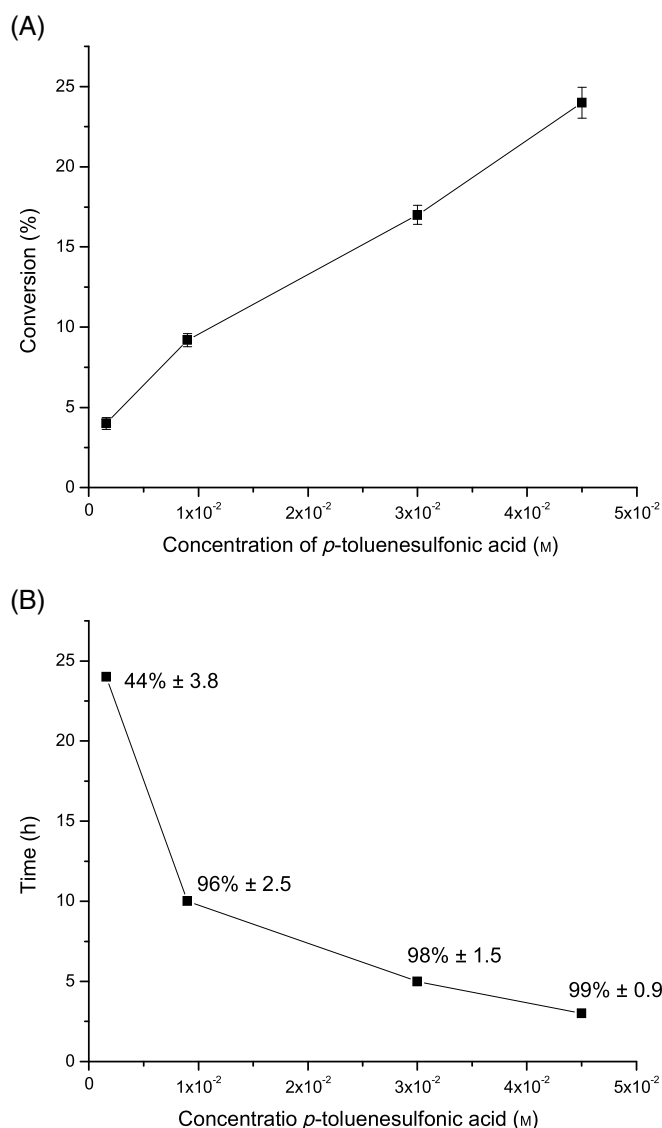 (A)
25
20
15
10
5
0
Conversion (%)
0 1x10⁻² 2x10⁻² 3x10⁻² 4x10⁻² 5x10⁻²
Concentration of p-toluenesulfonic acid (M)
(B)
25
20
15
10
5
0
Time (h)
44% ± 3.8
96% ± 2.5
98% ± 1.5
99% ± 0.9
0 1x10⁻² 2x10⁻² 3x10⁻² 4x10⁻² 5x10⁻²
Concentratio p-toluenesulfonic acid (M)